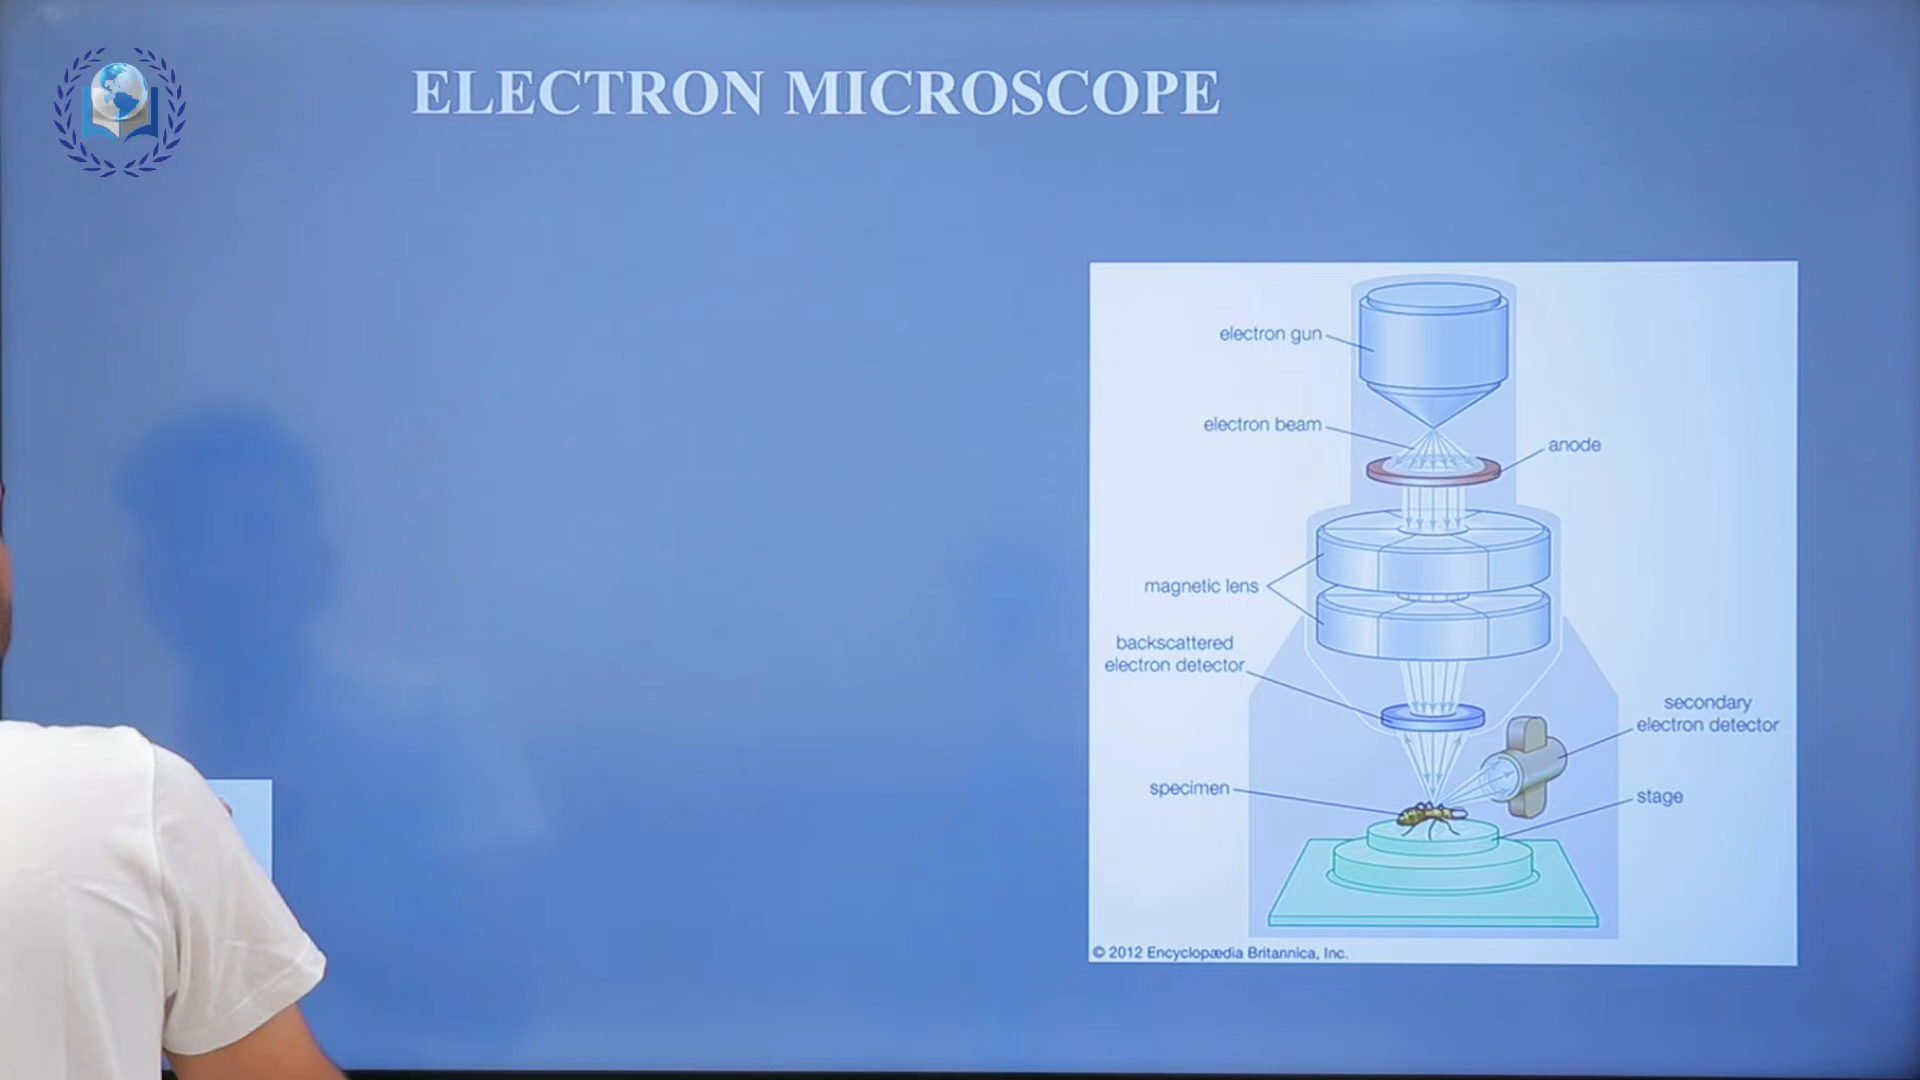 ELECTRON MICROSCOPE
electron gun
electron beam
anode
magnetic lens
backscattered
electron detector
secondary
electron detector
specimen
stage
© 2012 Encyclopædia Britannica, Inc.